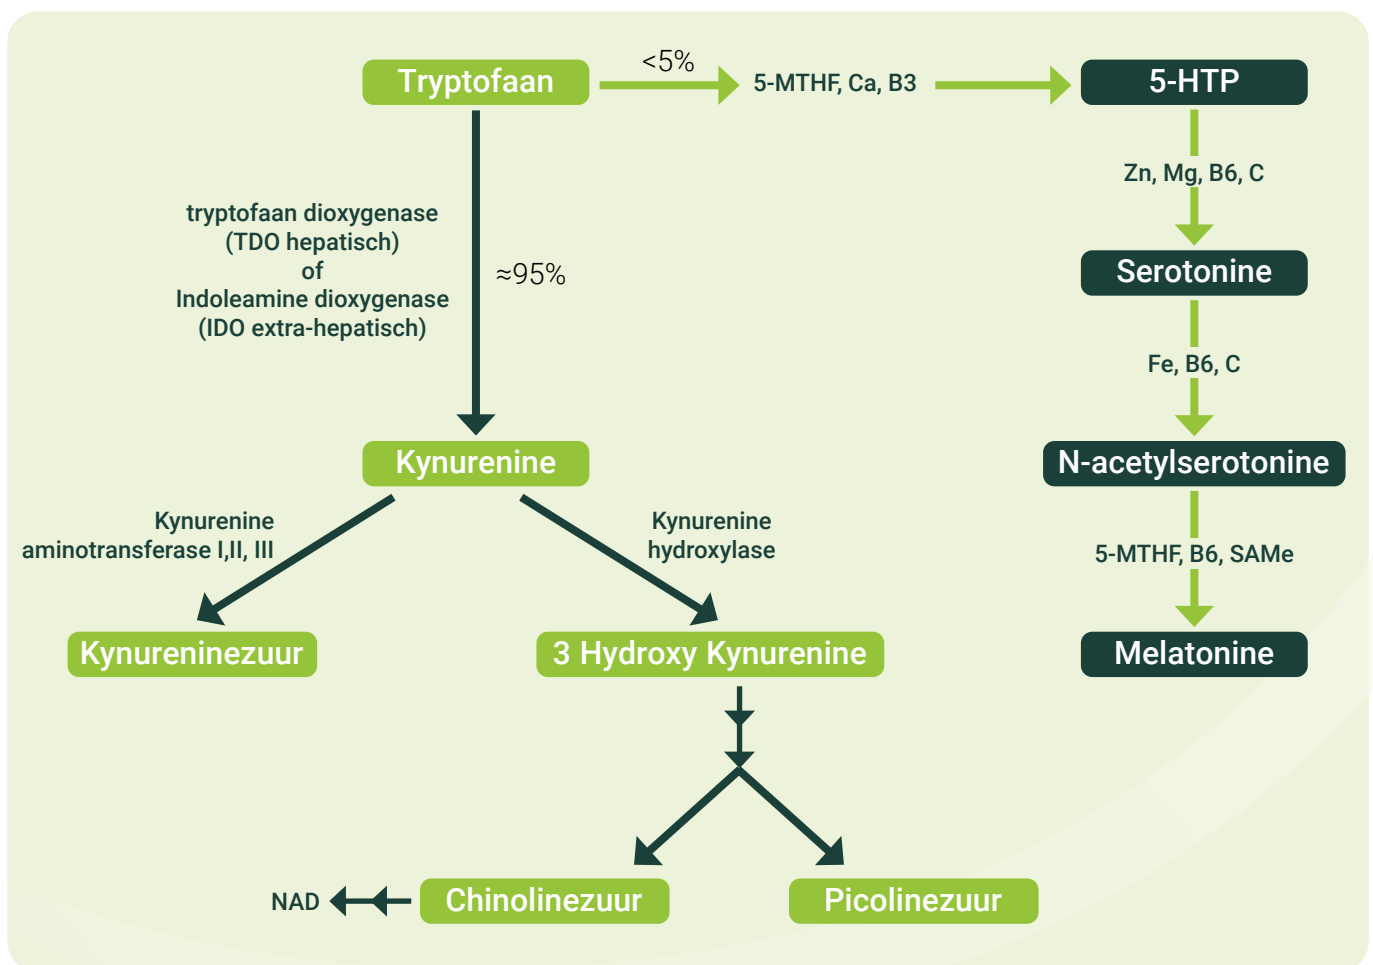 Tryptofaan
<5%
5-MTHF, Ca, B3
5-HTP
Zn, Mg, B6, C
tryptofaan dioxygenase
(TDO hepatisch)
of
Indoleamine dioxygenase
(IDO extra-hepatisch)
≈95%
Serotonine
Fe, B6, C
Kynurenine
N-acetylserotonine
Kynurenine
aminotransferase I,II, III
Kynurenine
hydroxylase
5-MTHF, B6, SAMe
Kynureninezuur
3 Hydroxy Kynurenine
Melatonine
NAD
Chinolinezuur
Picolinezuur